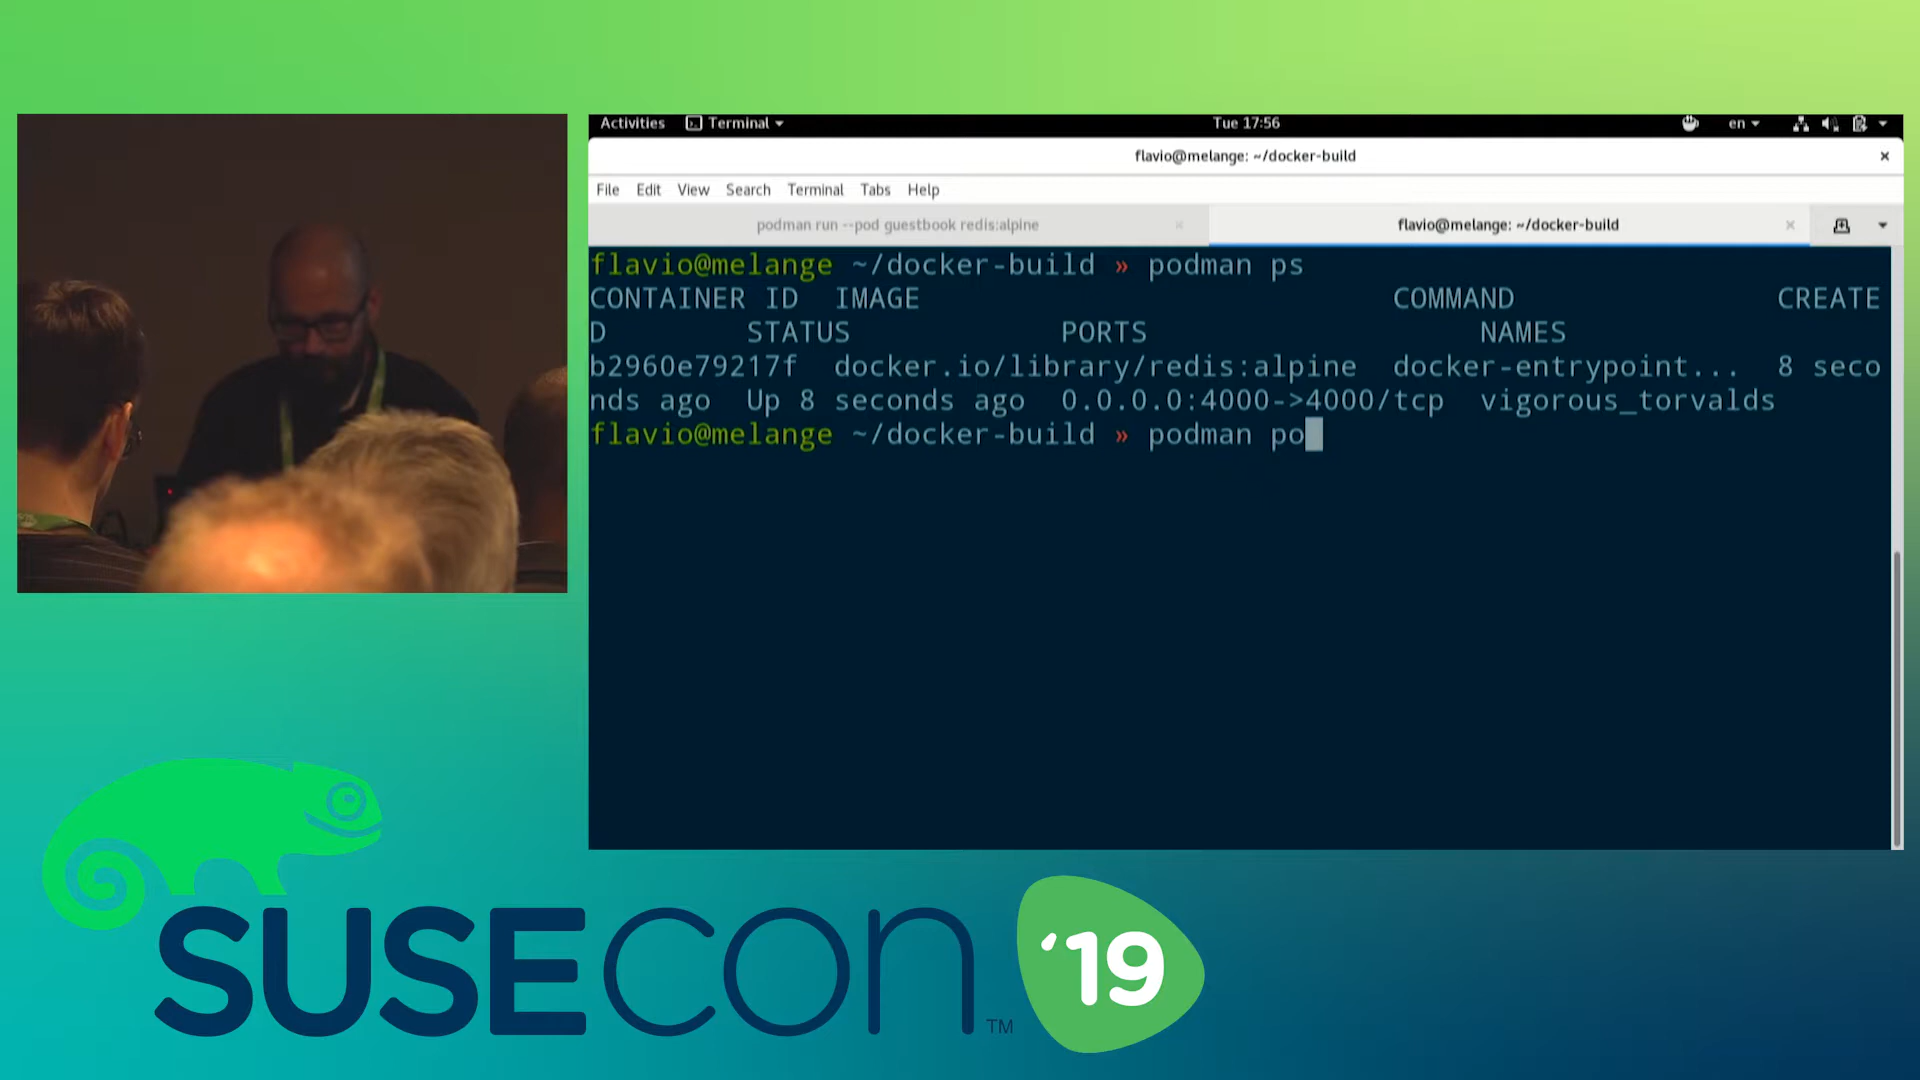 Activities Terminal Tue 17:56 en
flavio@melange: ~/docker-build
File Edit View Search Terminal Tabs Help
podman run --pod guestbook redis:alpine flavio@melange: ~/docker-build
flavio@melange ~/docker-build » podman ps
CONTAINER ID IMAGE COMMAND CREATE
D STATUS PORTS NAMES
b2960e79217f docker.io/library/redis:alpine docker-entrypoint... 8 seco
nds ago Up 8 seconds ago 0.0.0.0:4000->4000/tcp vigorous_torvalds
flavio@melange ~/docker-build » podman po
SUSECON TM '19